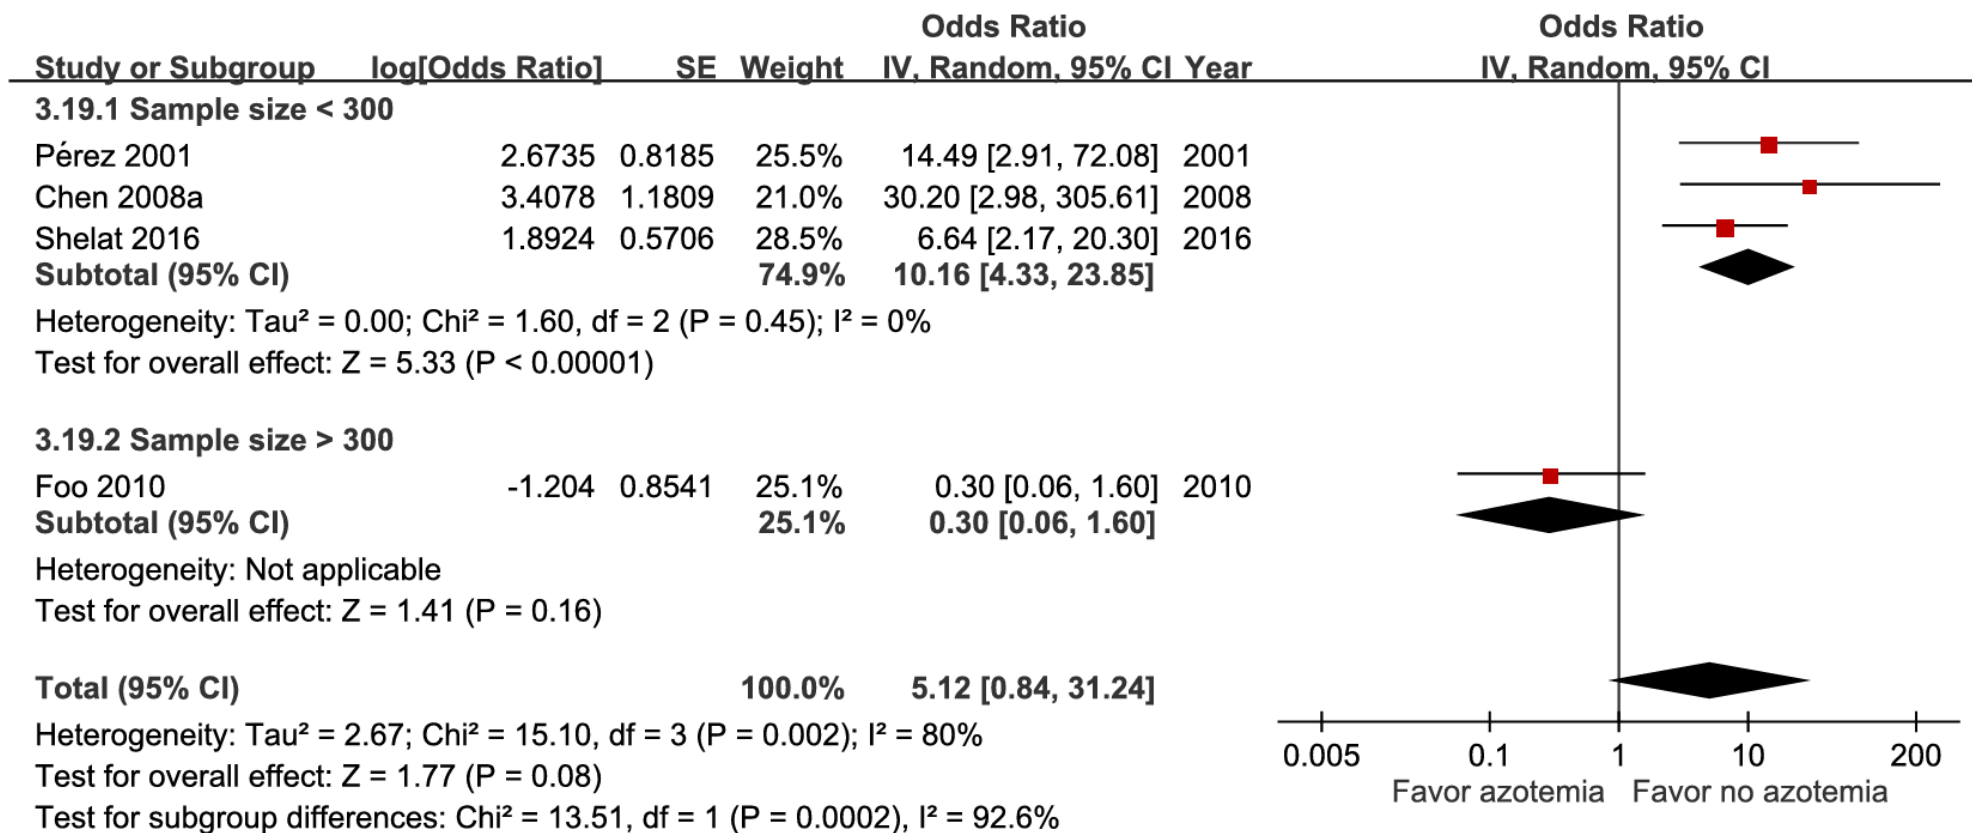 Odds Ratio Odds Ratio
Study or Subgroup log[Odds Ratio] SE Weight IV, Random, 95% CI Year IV, Random, 95% CI
3.19.1 Sample size < 300
Pérez 2001 2.6735 0.8185 25.5% 14.49 [2.91, 72.08] 2001
Chen 2008a 3.4078 1.1809 21.0% 30.20 [2.98, 305.61] 2008
Shelat 2016 1.8924 0.5706 28.5% 6.64 [2.17, 20.30] 2016
Subtotal (95% CI) 74.9% 10.16 [4.33, 23.85]
Heterogeneity: Tau² = 0.00; Chi² = 1.60, df = 2 (P = 0.45); I² = 0%
Test for overall effect: Z = 5.33 (P < 0.00001)
3.19.2 Sample size > 300
Foo 2010 -1.204 0.8541 25.1% 0.30 [0.06, 1.60] 2010
Subtotal (95% CI) 25.1% 0.30 [0.06, 1.60]
Heterogeneity: Not applicable
Test for overall effect: Z = 1.41 (P = 0.16)
Total (95% CI) 100.0% 5.12 [0.84, 31.24]
Heterogeneity: Tau² = 2.67; Chi² = 15.10, df = 3 (P = 0.002); I² = 80%
Test for overall effect: Z = 1.77 (P = 0.08)
Test for subgroup differences: Chi² = 13.51, df = 1 (P = 0.0002), I² = 92.6%
0.005 0.1 1 10 200
Favor azotemia Favor no azotemia